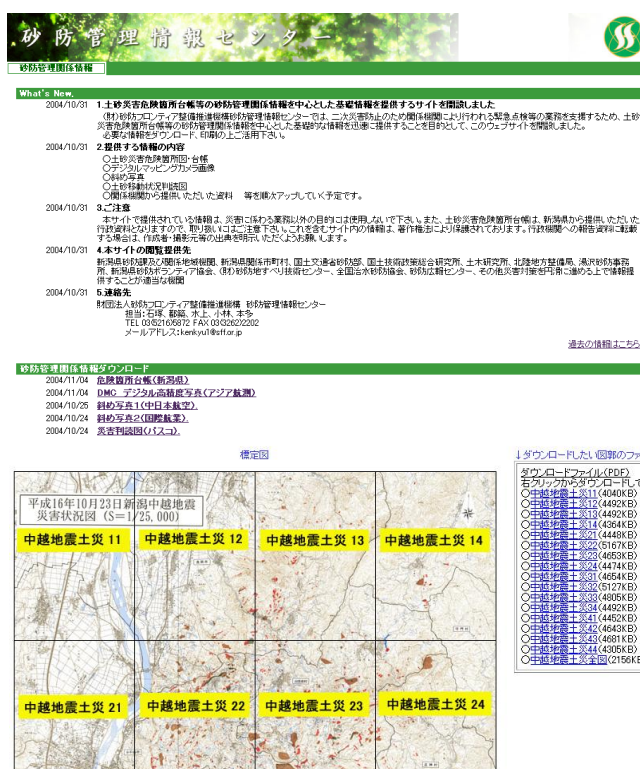 砂防管理情報センター
砂防管理関係情報
What's New.
2004/10/31 1.土砂災害危険箇所台帳等の砂防管理関係情報を中心とした基礎情報を提供するサイトを開設しました
(財)砂防フロンティア整備推進機構砂防管理情報センターでは、二次災害防止のため関係機関により行われる緊急点検等の業務を支援するため、土砂
災害危険箇所台帳等の砂防管理関係情報を中心とした基礎的な情報を迅速に提供することを目的として、このウェブサイトを開設しました。
必要な情報をダウンロード、印刷の上ご活用下さい。
2004/10/31 2.提供する情報の内容
○土砂災害危険箇所図・台帳
○デジタルマッピングカメラ画像
○斜め写真
○土砂移動状況判読図
○関係機関から提供いただいた資料 等を順次アップしていく予定です。
2004/10/31 3.ご注意
本サイトで提供されている情報は、災害に係わる業務以外の目的には使用しないで下さい。また、土砂災害危険箇所台帳は、新潟県から提供いただいた
行政資料となりますので、取り扱いにはご注意下さい。これを含むサイト内の情報は、著作権法により保護されております。行政機関への報告資料に転載
する場合は、作成者・撮影元等の出典を明示いただくようお願いします。
2004/10/31 4.本サイトの閲覧提供先
新潟県砂防課及び関係地域機関、新潟県関係市町村、国土交通省砂防部、国土技術政策総合研究所、土木研究所、北陸地方整備局、湯沢砂防事務
所、新潟県砂防ボランティア協会、(財)砂防地すべり技術センター、全国治水砂防協会、砂防広報センター、その他災害対策を円滑に進める上で情報提
供することが適当な機関
2004/10/31 5.連絡先
財団法人砂防フロンティア整備推進機構 砂防管理情報センター
担当:石塚、都築、水上、小林、本多
TEL 03(5216)5872 FAX 03(3262)2202
メールアドレス:kenkyu1@sff.or.jp
過去の情報はこちら
砂防管理関係情報ダウンロード
2004/11/04 危険箇所台帳(新潟県)
2004/11/04 DMC デジタル高精度写真(アジア航測)
2004/10/25 斜め写真1(中日本航空).
2004/10/24 斜め写真2(国際航業).
2004/10/24 災害判読図(パスコ).
標定図
平成16年10月23日新潟中越地震
災害状況図 (S=1/25,000)
中越地震土災 11 中越地震土災 12 中越地震土災 13 中越地震土災 14
中越地震土災 21 中越地震土災 22 中越地震土災 23 中越地震土災 24
↓ダウンロードしたい図郭のファ
ダウンロードファイル(PDF)
右クリックからダウンロードして
○中越地震土災11(4040KB)
○中越地震土災12(4492KB)
○中越地震土災13(4492KB)
○中越地震土災14(4364KB)
○中越地震土災21(4448KB)
○中越地震土災22(5167KB)
○中越地震土災23(4653KB)
○中越地震土災24(4474KB)
○中越地震土災31(4654KB)
○中越地震土災32(5127KB)
○中越地震土災33(4805KB)
○中越地震土災34(4492KB)
○中越地震土災41(4452KB)
○中越地震土災42(4643KB)
○中越地震土災43(4681KB)
○中越地震土災44(4305KB)
○中越地震土災全図(2156KB